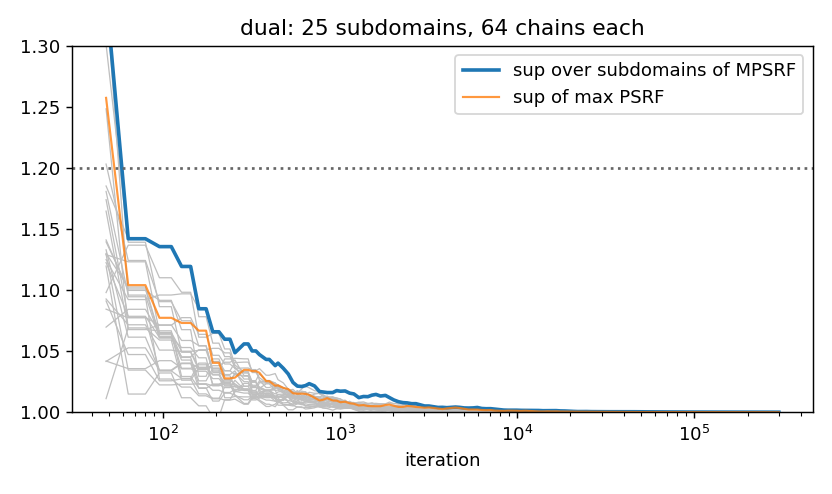 dual: 25 subdomains, 64 chains each
1.30
1.25
1.20
1.15
1.10
1.05
1.00
sup over subdomains of MPSRF
sup of max PSRF
10²
10³
10⁴
10⁵
iteration